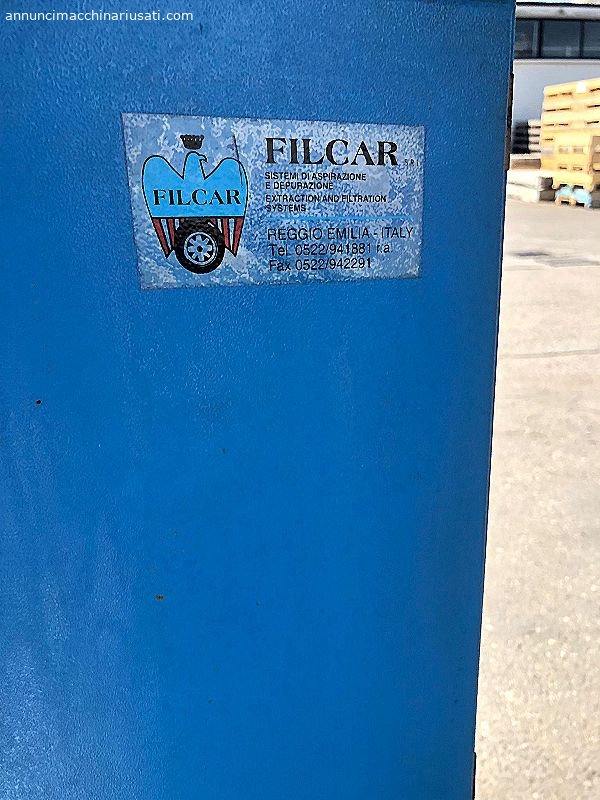 annuncimacchinariusati.com
FILCAR
FILCAR S.R.L.
SISTEMI DI ASPIRAZIONE
E DEPURAZIONE
EXTRACTION AND FILTRATION
SYSTEMS
REGGIO EMILIA - ITALY
Tel. 0522/941881 r.a.
Fax 0522/942291